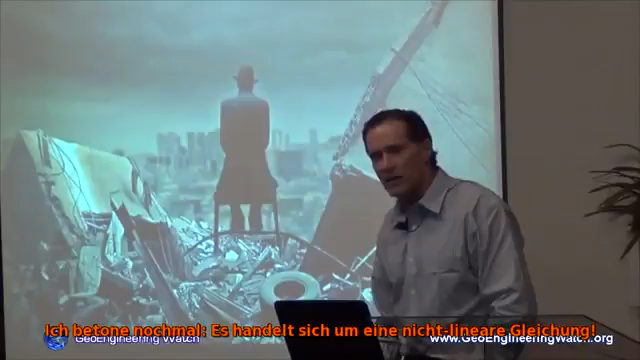 Ich betone nochmal: Es handelt sich um eine nicht-lineare Gleichung!
GeoEngineering Watch www.GeoEngineeringWatch.org